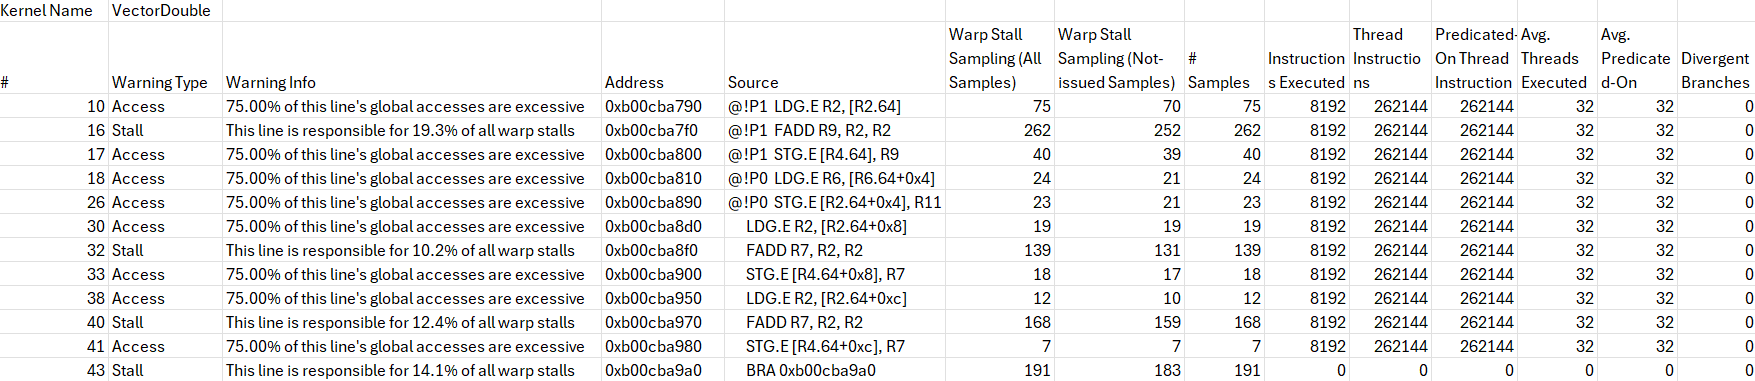 Kernel Name VectorDouble
# Warning Type Warning Info Address Source Warp Stall Sampling (All Samples) Warp Stall Sampling (Not-issued Samples) # Samples Instructions Executed Thread Instructions Predicated-On Thread Instruction Avg. Threads Executed Avg. Predicated-On Divergent Branches
10 Access 75.00% of this line's global accesses are excessive 0xb00cba790 @!P1 LDG.E R2, [R2.64] 75 70 75 8192 262144 262144 32 32 0
16 Stall This line is responsible for 19.3% of all warp stalls 0xb00cba7f0 @!P1 FADD R9, R2, R2 262 252 262 8192 262144 262144 32 32 0
17 Access 75.00% of this line's global accesses are excessive 0xb00cba800 @!P1 STG.E [R4.64], R9 40 39 40 8192 262144 262144 32 32 0
18 Access 75.00% of this line's global accesses are excessive 0xb00cba810 @!P0 LDG.E R6, [R6.64+0x4] 24 21 24 8192 262144 262144 32 32 0
26 Access 75.00% of this line's global accesses are excessive 0xb00cba890 @!P0 STG.E [R2.64+0x4], R11 23 21 23 8192 262144 262144 32 32 0
30 Access 75.00% of this line's global accesses are excessive 0xb00cba8d0 LDG.E R2, [R2.64+0x8] 19 19 19 8192 262144 262144 32 32 0
32 Stall This line is responsible for 10.2% of all warp stalls 0xb00cba8f0 FADD R7, R2, R2 139 131 139 8192 262144 262144 32 32 0
33 Access 75.00% of this line's global accesses are excessive 0xb00cba900 STG.E [R4.64+0x8], R7 18 17 18 8192 262144 262144 32 32 0
38 Access 75.00% of this line's global accesses are excessive 0xb00cba950 LDG.E R2, [R2.64+0xc] 12 10 12 8192 262144 262144 32 32 0
40 Stall This line is responsible for 12.4% of all warp stalls 0xb00cba970 FADD R7, R2, R2 168 159 168 8192 262144 262144 32 32 0
41 Access 75.00% of this line's global accesses are excessive 0xb00cba980 STG.E [R4.64+0xc], R7 7 7 7 8192 262144 262144 32 32 0
43 Stall This line is responsible for 14.1% of all warp stalls 0xb00cba9a0 BRA 0xb00cba9a0 191 183 191 0 0 0 0 0 0